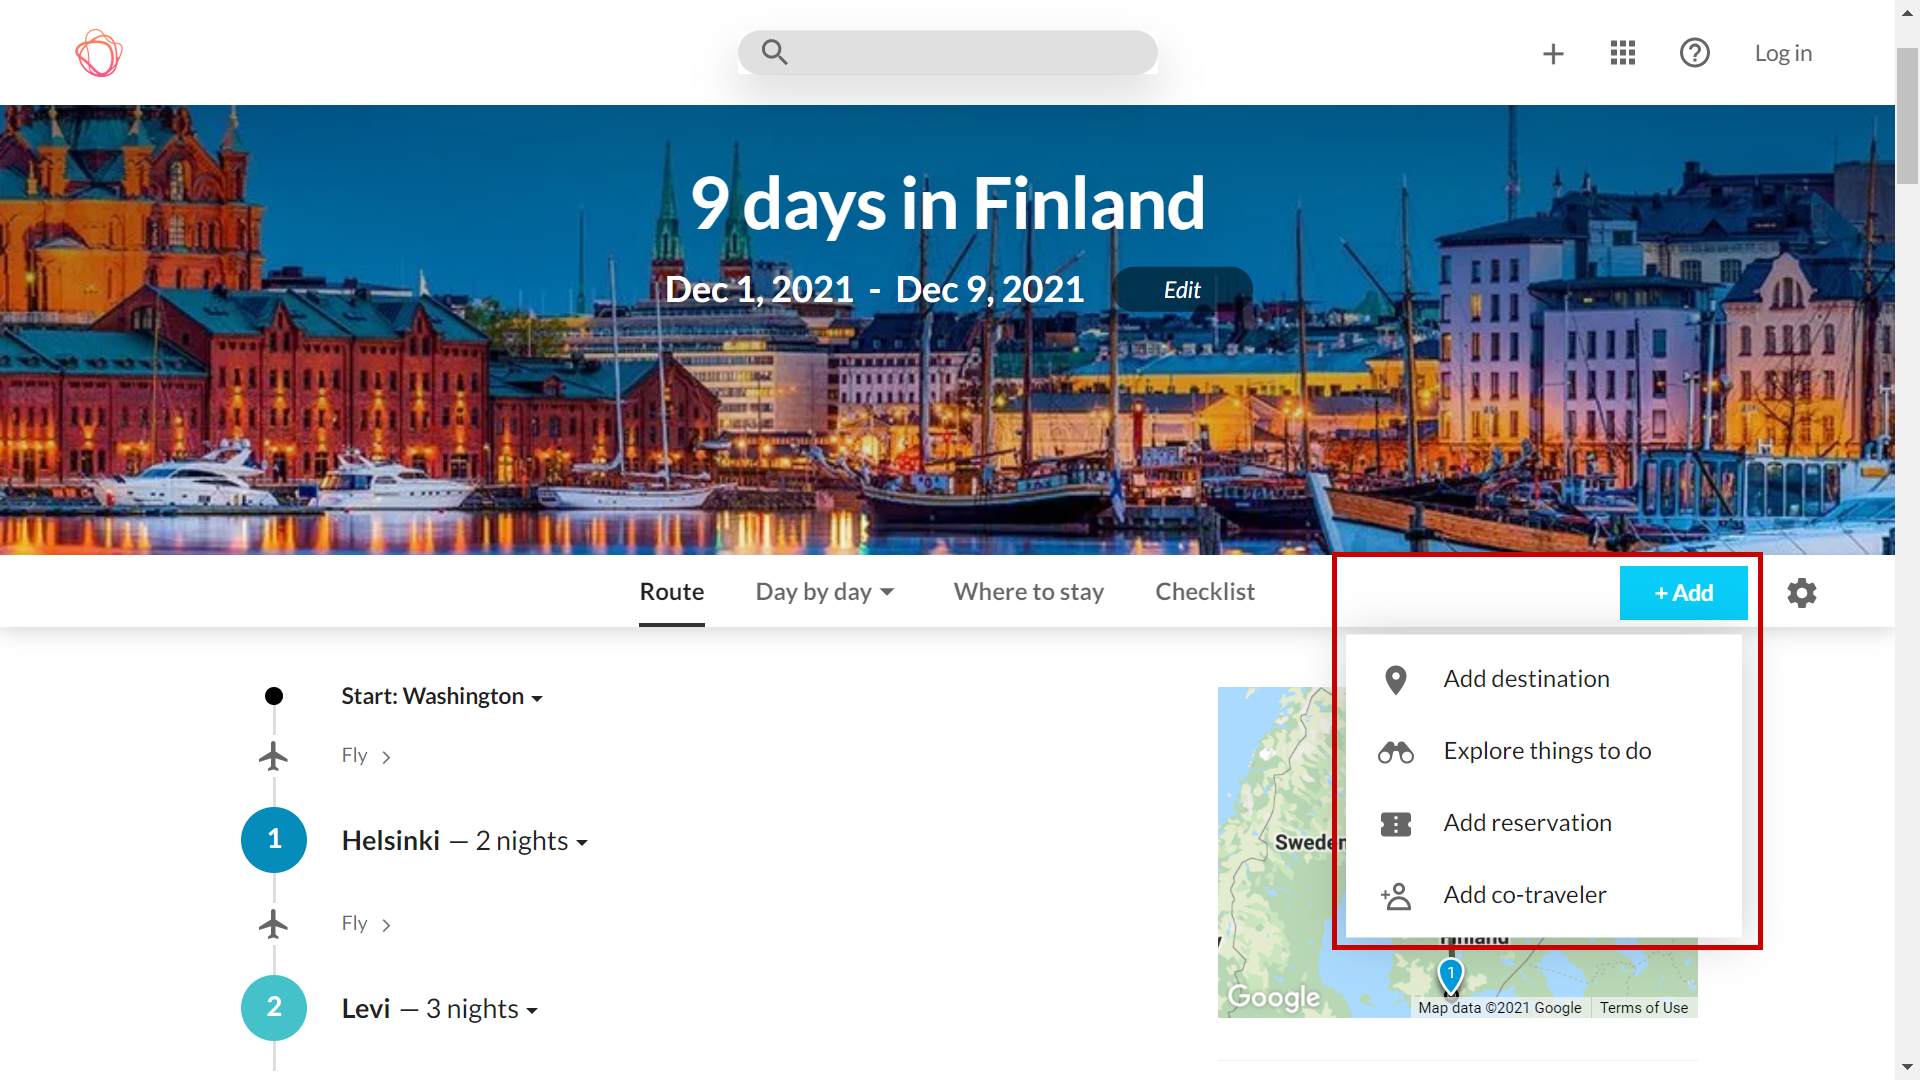 Log in
9 days in Finland
Dec 1, 2021 - Dec 9, 2021 Edit
Route Day by day Where to stay Checklist + Add
Start: Washington
Fly
1 Helsinki — 2 nights
Fly
2 Levi — 3 nights
Add destination
Explore things to do
Add reservation
Add co-traveler
Sweden
Finland
1
Google
Map data ©2021 Google Terms of Use